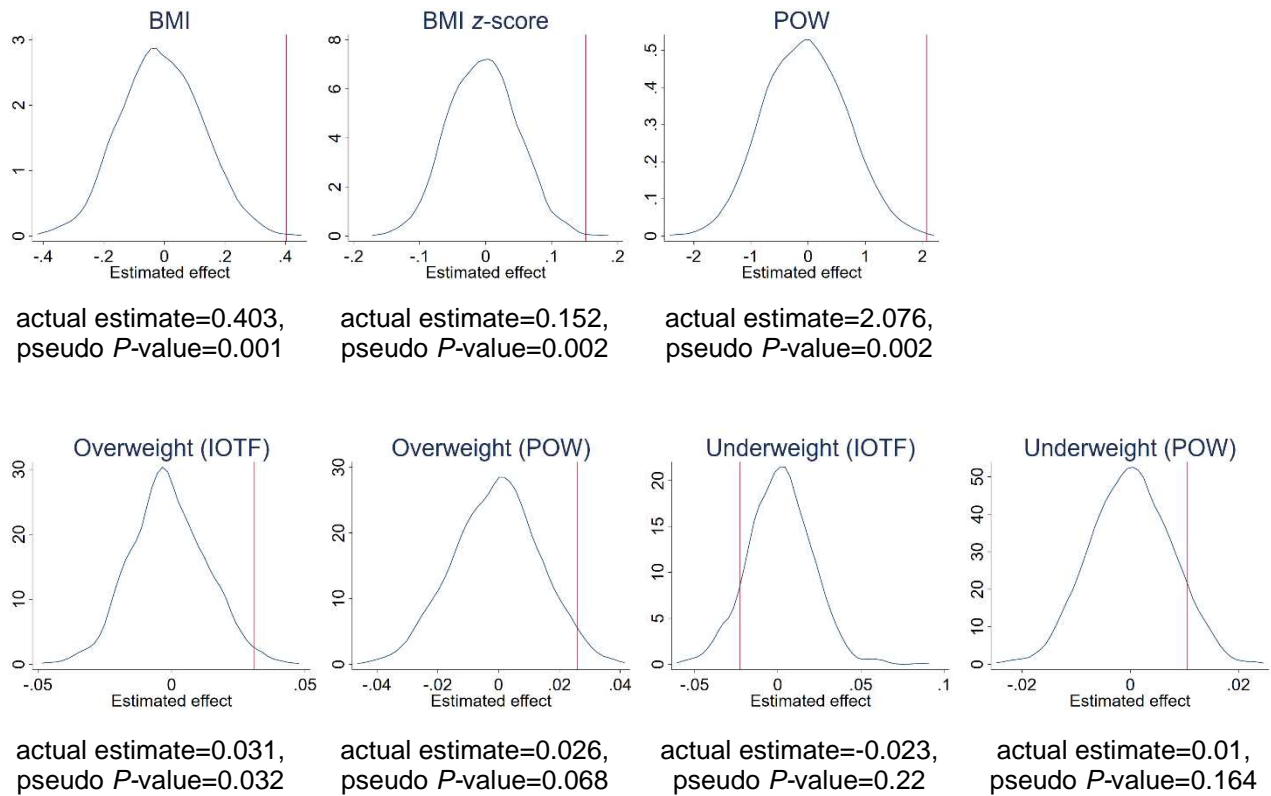 BMI
3
2
1
0
-.4
-.2
0
.2
.4
Estimated effect
actual estimate=0.403,
pseudo P-value=0.001
BMI z-score
8
6
4
2
0
-.2
-.1
0
.1
.2
Estimated effect
actual estimate=0.152,
pseudo P-value=0.002
POW
.5
.4
.3
.2
.1
0
-2
-1
0
1
2
Estimated effect
actual estimate=2.076,
pseudo P-value=0.002
Overweight (IOTF)
30
20
10
0
-.05
0
.05
Estimated effect
actual estimate=0.031,
pseudo P-value=0.032
Overweight (POW)
30
20
10
0
-.04
-.02
0
.02
.04
Estimated effect
actual estimate=0.026,
pseudo P-value=0.068
Underweight (IOTF)
20
15
10
5
0
-.05
0
.05
.1
Estimated effect
actual estimate=-0.023,
pseudo P-value=0.22
Underweight (POW)
50
40
30
20
10
0
-.02
0
.02
Estimated effect
actual estimate=0.01,
pseudo P-value=0.164